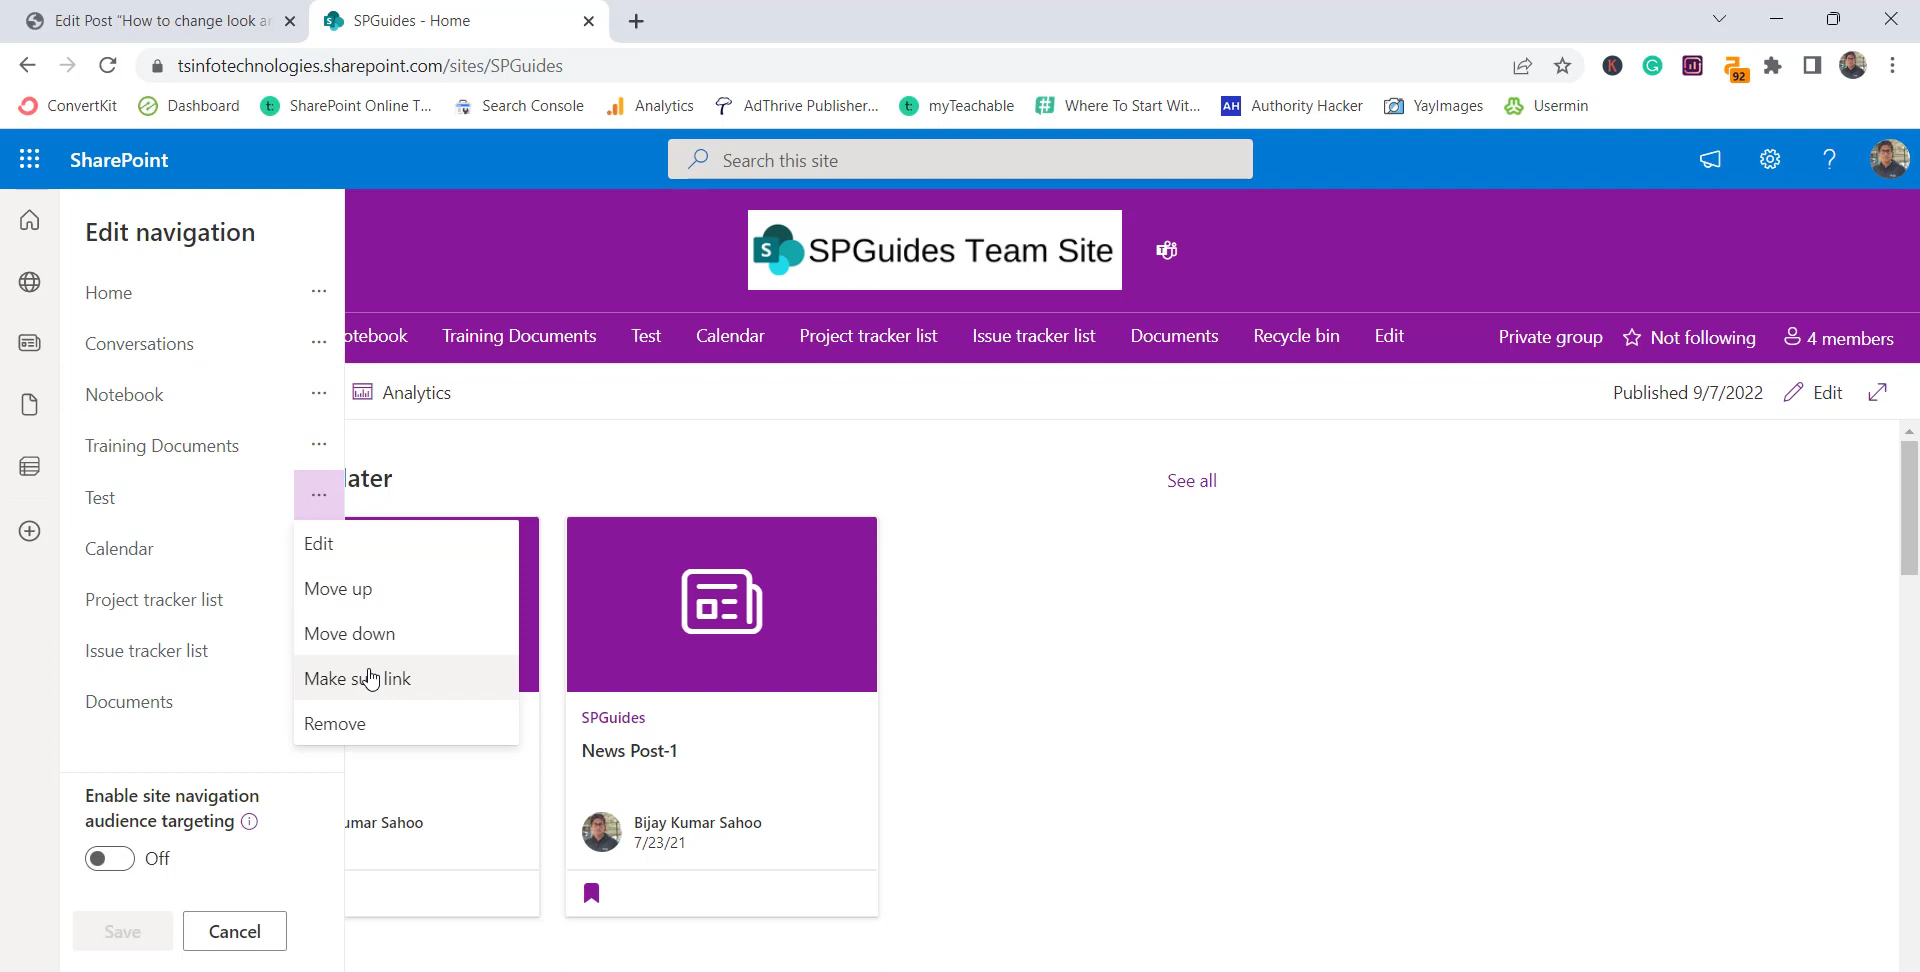 Edit Post "How to change look a
SPGuides - Home
tsinfotechnologies.sharepoint.com/sites/SPGuides
92
ConvertKit
Dashboard
SharePoint Online T...
Search Console
Analytics
AdThrive Publisher...
myTeachable
Where To Start Wit...
AH Authority Hacker
YayImages
Usermin
SharePoint
Search this site
Edit navigation
Home
Conversations
Notebook
Training Documents
Test
Calendar
Project tracker list
Issue tracker list
Documents
Edit
Move up
Move down
Make link
Remove
Enable site navigation
audience targeting
Off
Save
Cancel
S SPGuides Team Site
otebook
Training Documents
Test
Calendar
Project tracker list
Issue tracker list
Documents
Recycle bin
Edit
Private group
Not following
4 members
Analytics
Published 9/7/2022
Edit
later
See all
SPGuides
News Post-1
umar Sahoo
Bijay Kumar Sahoo
7/23/21